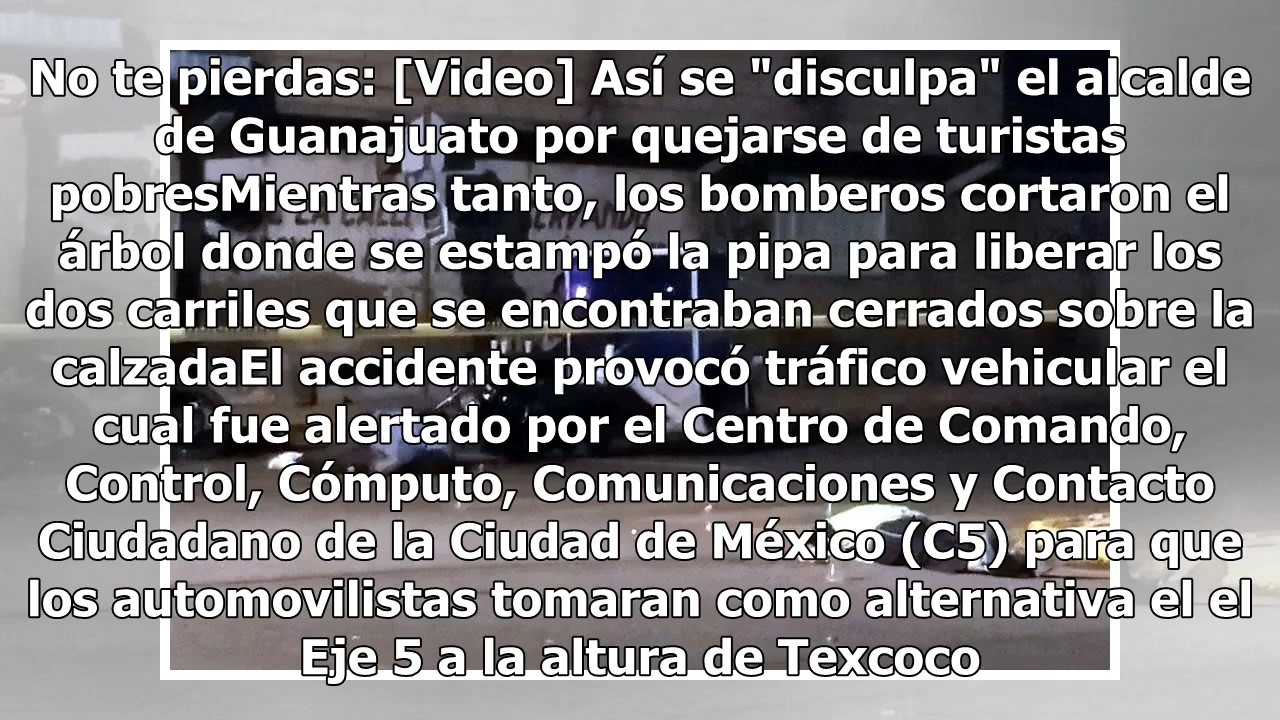 No te pierdas: [Video] Así se "disculpa" el alcalde
de Guanajuato por quejarse de turistas
pobresMientras tanto, los bomberos cortaron el
árbol donde se estampó la pipa para liberar los
dos carriles que se encontraban cerrados sobre la
calzadaEl accidente provocó tráfico vehicular el
cual fue alertado por el Centro de Comando,
Control, Cómputo, Comunicaciones y Contacto
Ciudadano de la Ciudad de México (C5) para que
los automovilistas tomaran como alternativa el el
Eje 5 a la altura de Texcoco